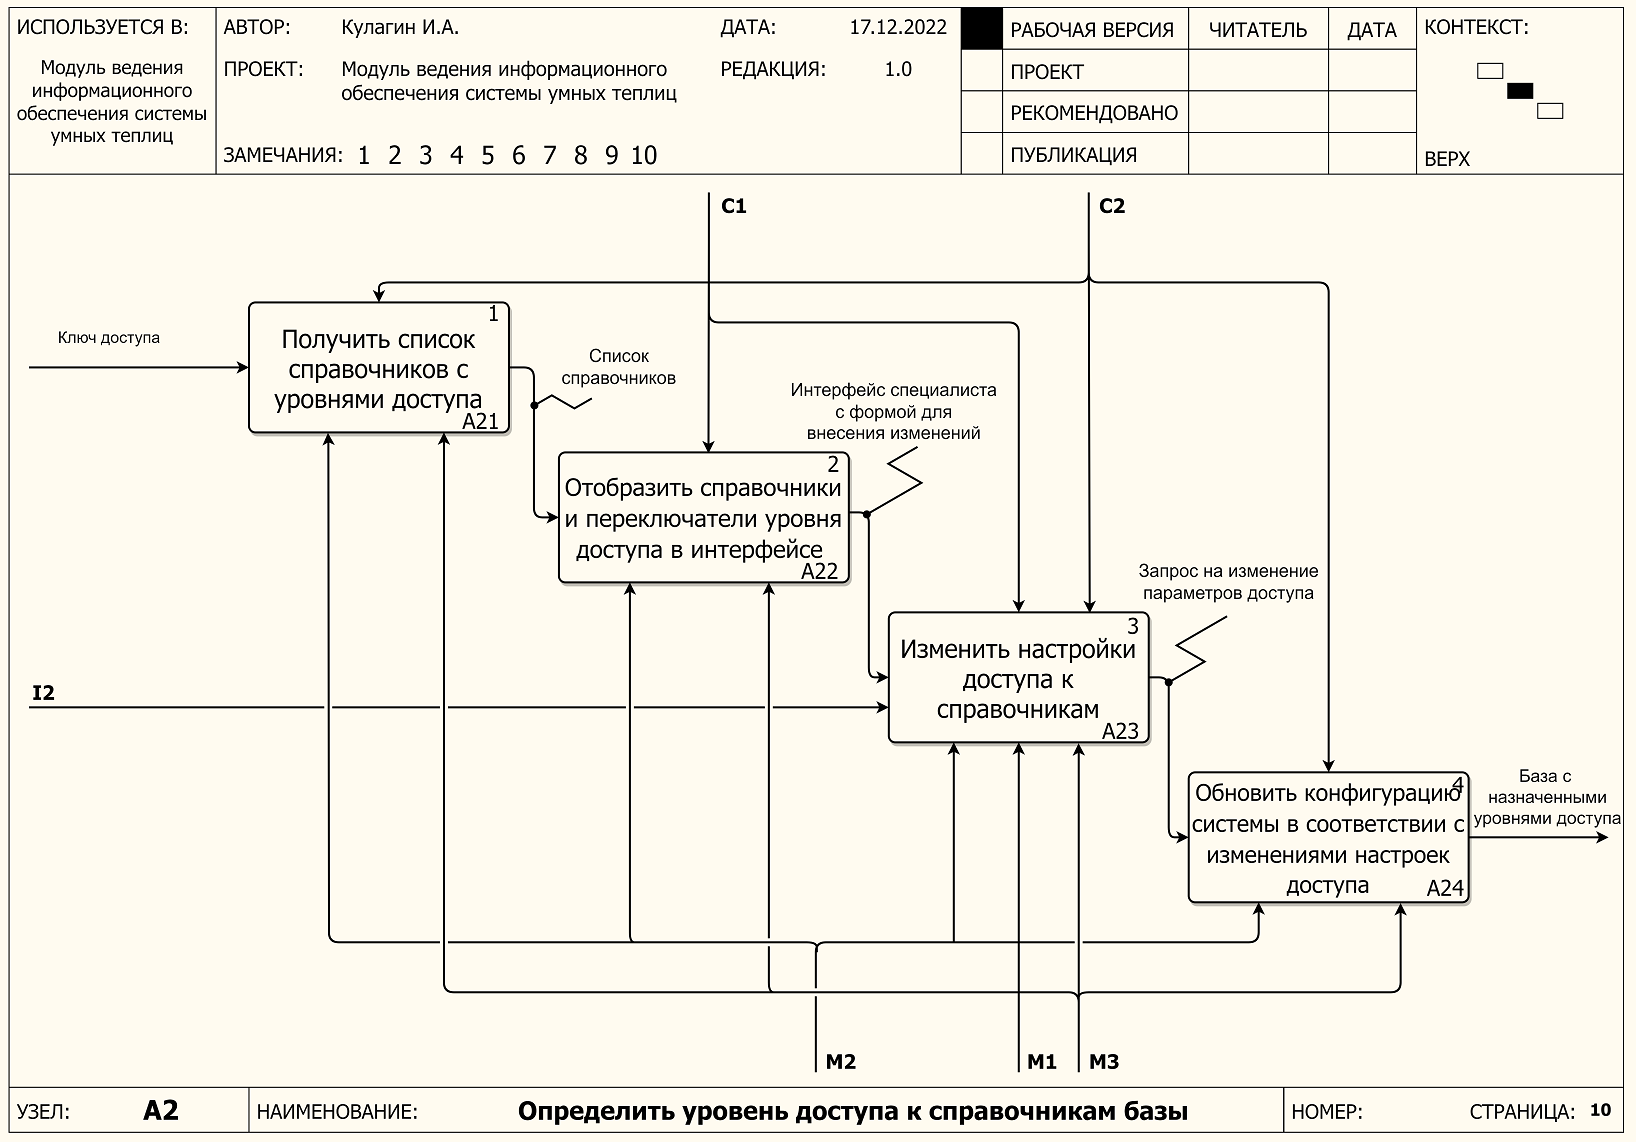 ИСПОЛЬЗУЕТСЯ В:
Модуль ведения
информационного
обеспечения системы
умных теплиц
АВТОР: Кулагин И.А.
ДАТА: 17.12.2022
ПРОЕКТ: Модуль ведения информационного
обеспечения системы умных теплиц
РЕДАКЦИЯ: 1.0
ЗАМЕЧАНИЯ: 1 2 3 4 5 6 7 8 9 10
РАБОЧАЯ ВЕРСИЯ ЧИТАТЕЛЬ ДАТА
ПРОЕКТ
РЕКОМЕНДОВАНО
ПУБЛИКАЦИЯ
КОНТЕКСТ:
ВЕРХ
C1
C2
Ключ доступа
1
Получить список
справочников с
уровнями доступа
A21
Список
справочников
Интерфейс специалиста
с формой для
внесения изменений
2
Отобразить справочники
и переключатели уровня
доступа в интерфейсе
A22
Запрос на изменение
параметров доступа
I2
3
Изменить настройки
доступа к
справочникам
A23
4
Обновить конфигурацию
системы в соответствии с
изменениями настроек
доступа
A24
База с
назначенными
уровнями доступа
M2
M1
M3
УЗЕЛ: A2
НАИМЕНОВАНИЕ: Определить уровень доступа к справочникам базы
НОМЕР:
СТРАНИЦА: 10